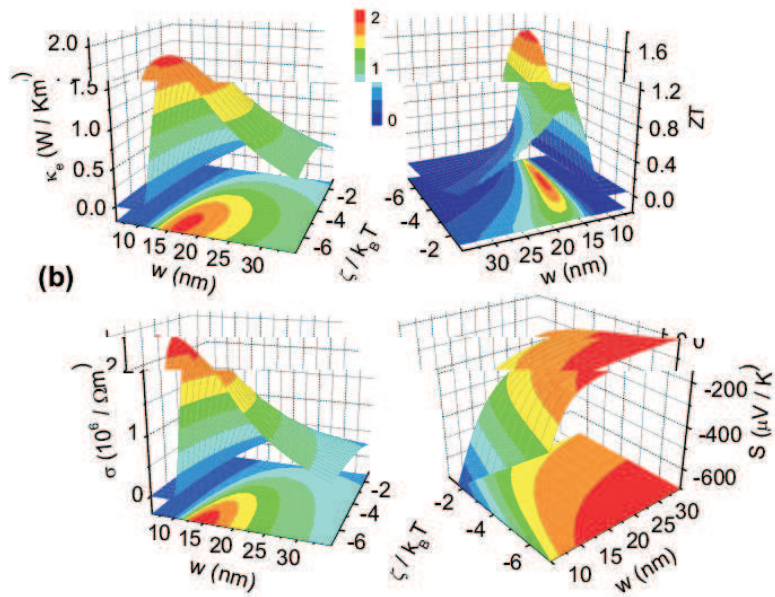 2.0
1.5
1.0
0.5
0.0
κe (W / Km)
10 15 20 25 30
w (nm)
-2
-4
-6
ζ / kB T
2
1
0
1.6
1.2
0.8
0.4
0.0
ZT
-6
-4
-2
30 25 20 15 10
w (nm)
(b)
2
1
0
σ (10⁶ / Ωm)
10 15 20 25 30
w (nm)
-2
-4
-6
ζ / kB T
-200
-400
-600
S (μV / K)
-2
-4
-6
10 15 20 25 30
w (nm)